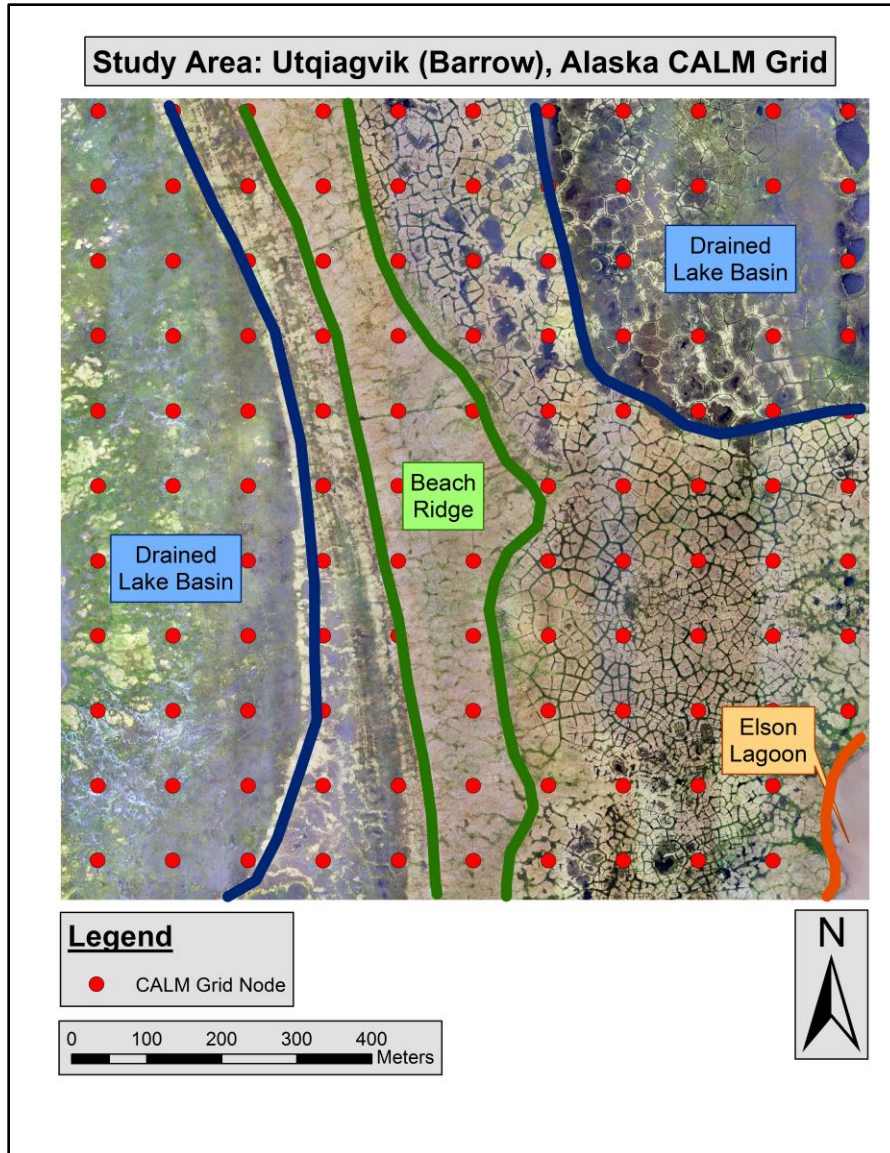 Study Area: Utqiagvik (Barrow), Alaska CALM Grid
Drained
Lake Basin
Beach
Ridge
Drained
Lake Basin
Elson
Lagoon
Legend
CALM Grid Node
N
0 100 200 300 400
Meters